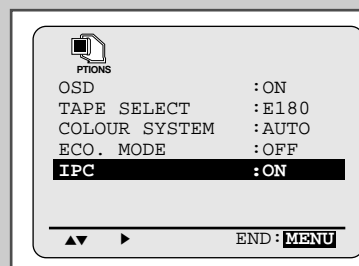 PTIONS
OSD :ON
TAPE SELECT :E180
COLOUR SYSTEM :AUTO
ECO. MODE :OFF
IPC :ON
▲▼ ▶ END:MENU